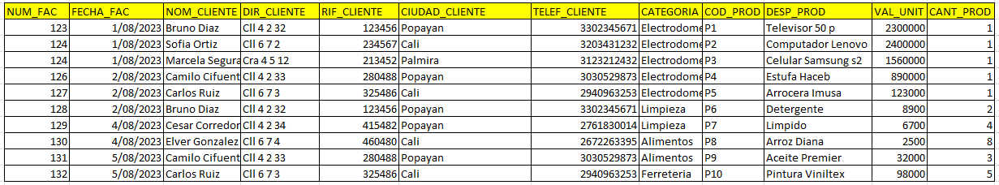 NUM_FAC FECHA_FAC NOM_CLIENTE DIR_CLIENTE RIF_CLIENTE CIUDAD_CLIENTE TELEF_CLIENTE CATEGORIA COD_PROD DESP_PROD VAL_UNIT CANT_PROD
123 1/08/2023 Bruno Diaz Cll 4 2 32 123456 Popayan 3302345671 Electrodome P1 Televisor 50 p 2300000 1
124 1/08/2023 Sofia Ortiz Cll 6 7 2 234567 Cali 3203431232 Electrodome P2 Computador Lenovo 2400000 1
124 1/08/2023 Marcela Segura Cra 4 5 12 213452 Palmira 3123212432 Electrodome P3 Celular Samsung s2 1560000 1
126 2/08/2023 Camilo Cifuent Cll 4 2 33 280488 Popayan 3030529873 Electrodome P4 Estufa Haceb 890000 1
127 2/08/2023 Carlos Ruiz Cll 6 7 3 325486 Cali 2940963253 Electrodome P5 Arrocera Imusa 123000 1
128 2/08/2023 Bruno Diaz Cll 4 2 32 123456 Popayan 3302345671 Limpieza P6 Detergente 8900 2
129 4/08/2023 Cesar Corredor Cll 4 2 34 415482 Popayan 2761830014 Limpieza P7 Limpido 6700 4
130 4/08/2023 Elver Gonzalez Cll 6 7 4 460480 Cali 2672263395 Alimentos P8 Arroz Diana 2500 8
131 5/08/2023 Camilo Cifuent Cll 4 2 33 280488 Popayan 3030529873 Alimentos P9 Aceite Premier 32000 3
132 5/08/2023 Carlos Ruiz Cll 6 7 3 325486 Cali 2940963253 Ferreteria P10 Pintura Viniltex 98000 5